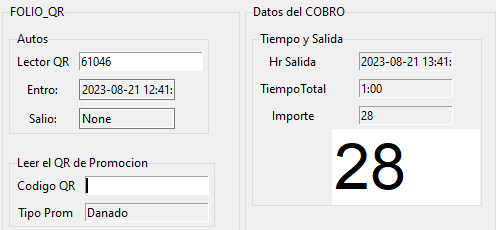 FOLIO_QR
Autos
Lector QR 61046
Entro: 2023-08-21 12:41:
Salio: None
Leer el QR de Promocion
Codigo QR
Tipo Prom Danado
Datos del COBRO
Tiempo y Salida
Hr Salida 2023-08-21 13:41:
TiempoTotal 1:00
Importe 28
28